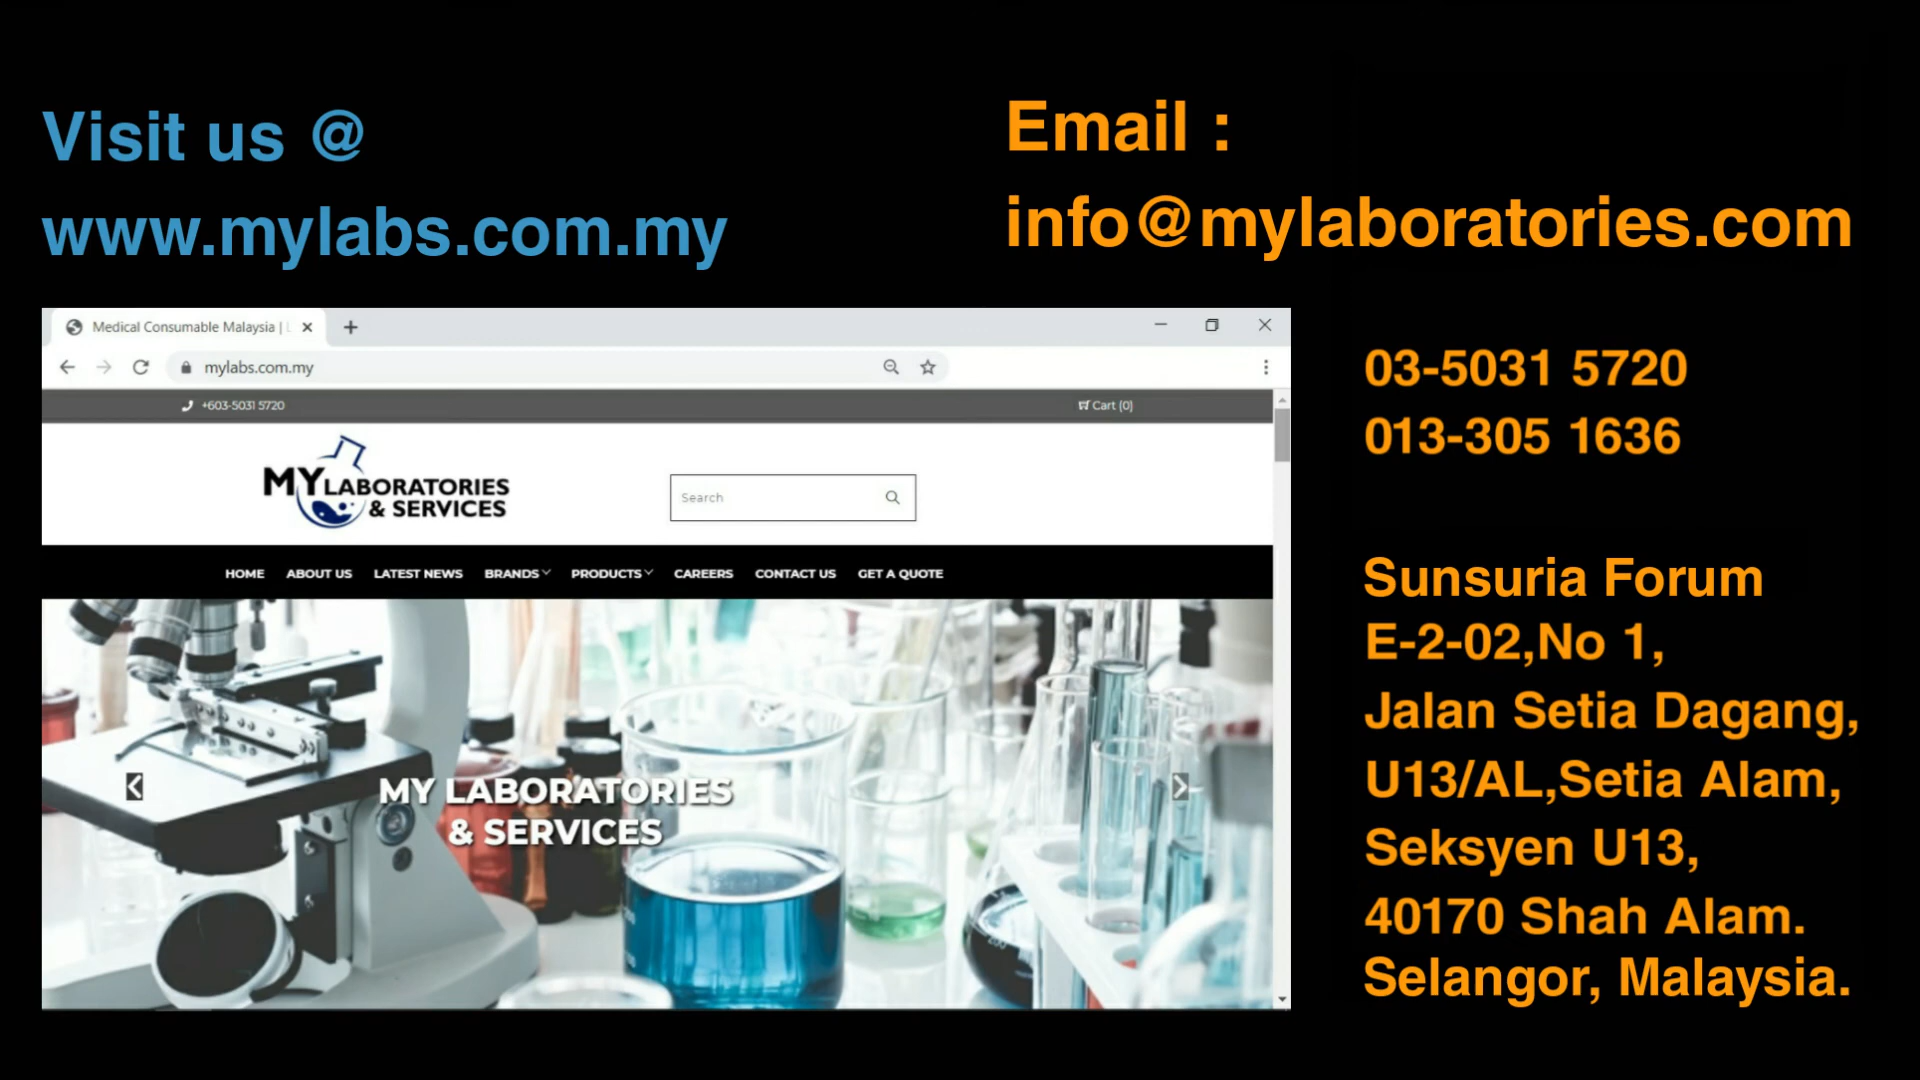 Visit us @
www.mylabs.com.my
Email :
info@mylaboratories.com
Medical Consumable Malaysia |
mylabs.com.my
+603-5031 5720
Cart (0)
MY LABORATORIES
& SERVICES
Search
HOME ABOUT US LATEST NEWS BRANDS PRODUCTS CAREERS CONTACT US GET A QUOTE
MY LABORATORIES
& SERVICES
03-5031 5720
013-305 1636
Sunsuria Forum
E-2-02,No 1,
Jalan Setia Dagang,
U13/AL,Setia Alam,
Seksyen U13,
40170 Shah Alam.
Selangor, Malaysia.